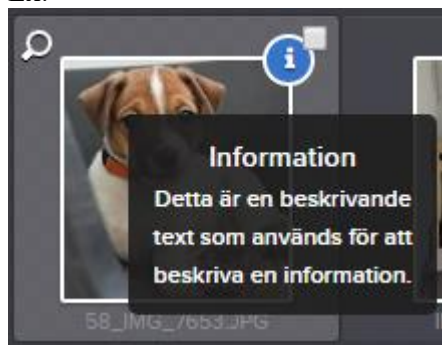 Information
Detta är en beskrivande
text som används för att
beskriva en information.
58_IMG_7653.JPG